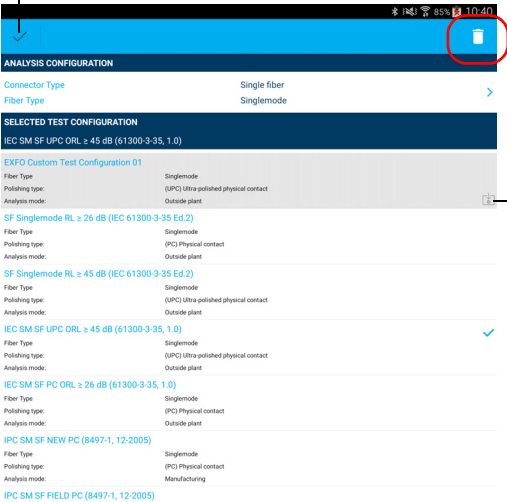 85% 10:40
ANALYSIS CONFIGURATION
Connector Type Single fiber
Fiber Type Singlemode
SELECTED TEST CONFIGURATION
IEC SM SF UPC ORL ≥ 45 dB (61300-3-35, 1.0)
EXFO Custom Test Configuration 01
Fiber Type Singlemode
Polishing type: (UPC) Ultra-polished physical contact
Analysis mode: Outside plant
SF Singlemode RL ≥ 26 dB (IEC 61300-3-35 Ed.2)
Fiber Type Singlemode
Polishing type: (PC) Physical contact
Analysis mode: Outside plant
SF Singlemode RL ≥ 45 dB (IEC 61300-3-35 Ed.2)
Fiber Type Singlemode
Polishing type: (UPC) Ultra-polished physical contact
Analysis mode: Outside plant
IEC SM SF UPC ORL ≥ 45 dB (61300-3-35, 1.0)
Fiber Type Singlemode
Polishing type: (UPC) Ultra-polished physical contact
Analysis mode: Outside plant
IEC SM SF PC ORL ≥ 26 dB (61300-3-35, 1.0)
Fiber Type Singlemode
Polishing type: (PC) Physical contact
Analysis mode: Outside plant
IPC SM SF NEW PC (8497-1, 12-2005)
Fiber Type Singlemode
Polishing type: (PC) Physical contact
Analysis mode: Manufacturing
IPC SM SF FIELD PC (8497-1, 12-2005)